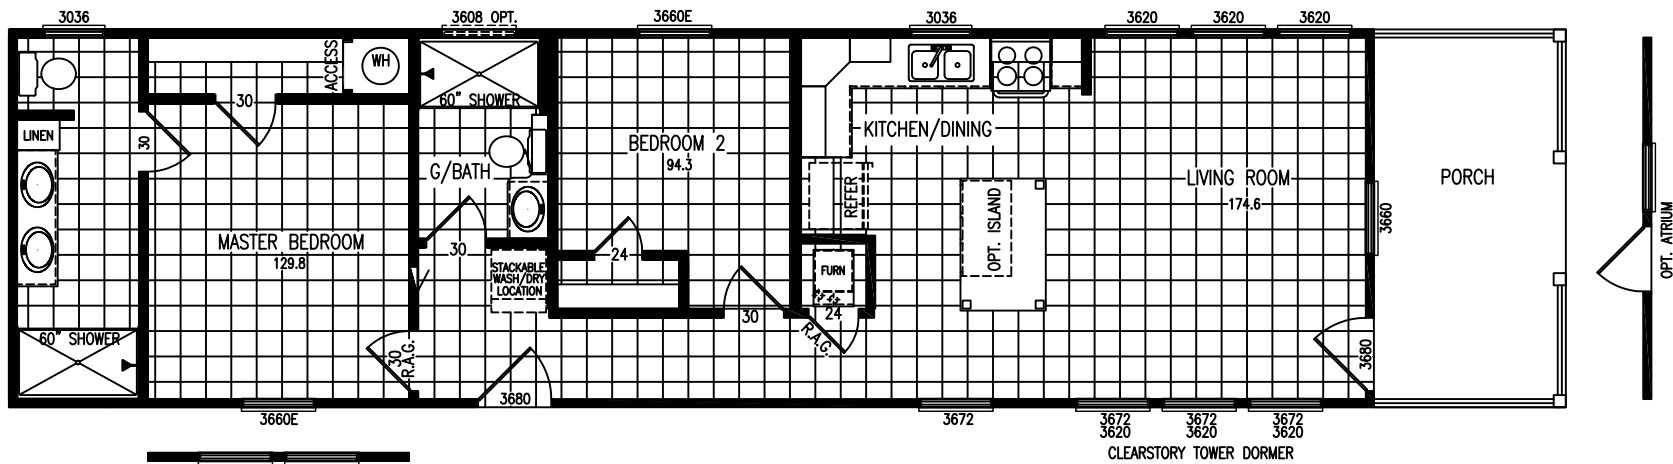 3036
3608 OPT.
3660E
3036
3620
3620
3620
ACCESS
WH
60" SHOWER
30
LINEN
30
BEDROOM 2
94.3
KITCHEN/DINING
G/BATH
REFER
LIVING ROOM
174.6
PORCH
OPT. ISLAND
3660
OPT. ATRIUM
MASTER BEDROOM
129.8
30
24
STACKABLE
WASH/DRY
LOCATION
FURN
24
30
R.A.G.
60" SHOWER
30
R.A.G.
3680
3680
3660E
3672
3672
3620
3672
3620
3672
3620
CLEARSTORY TOWER DORMER